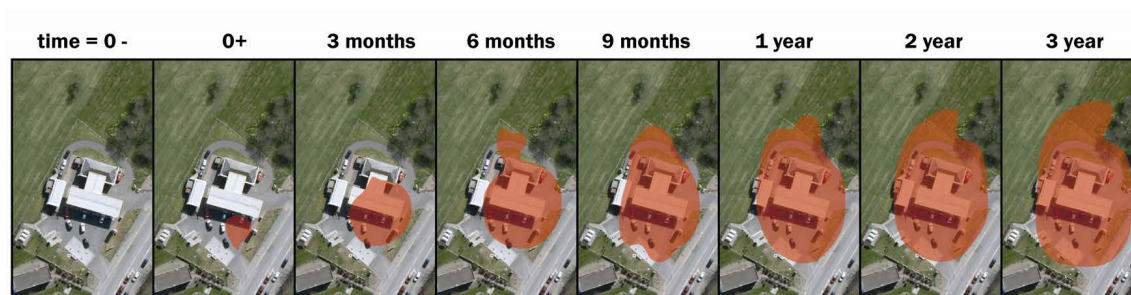 time = 0 - 0+ 3 months 6 months 9 months 1 year 2 year 3 year